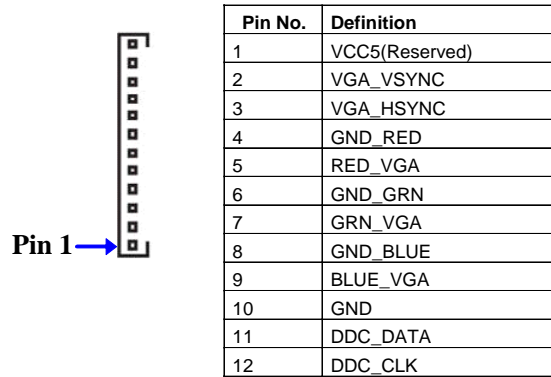 Pin No. Definition
1 VCC5(Reserved)
2 VGA_VSYNC
3 VGA_HSYNC
4 GND_RED
5 RED_VGA
6 GND_GRN
7 GRN_VGA
Pin 1
8 GND_BLUE
9 BLUE_VGA
10 GND
11 DDC_DATA
12 DDC_CLK